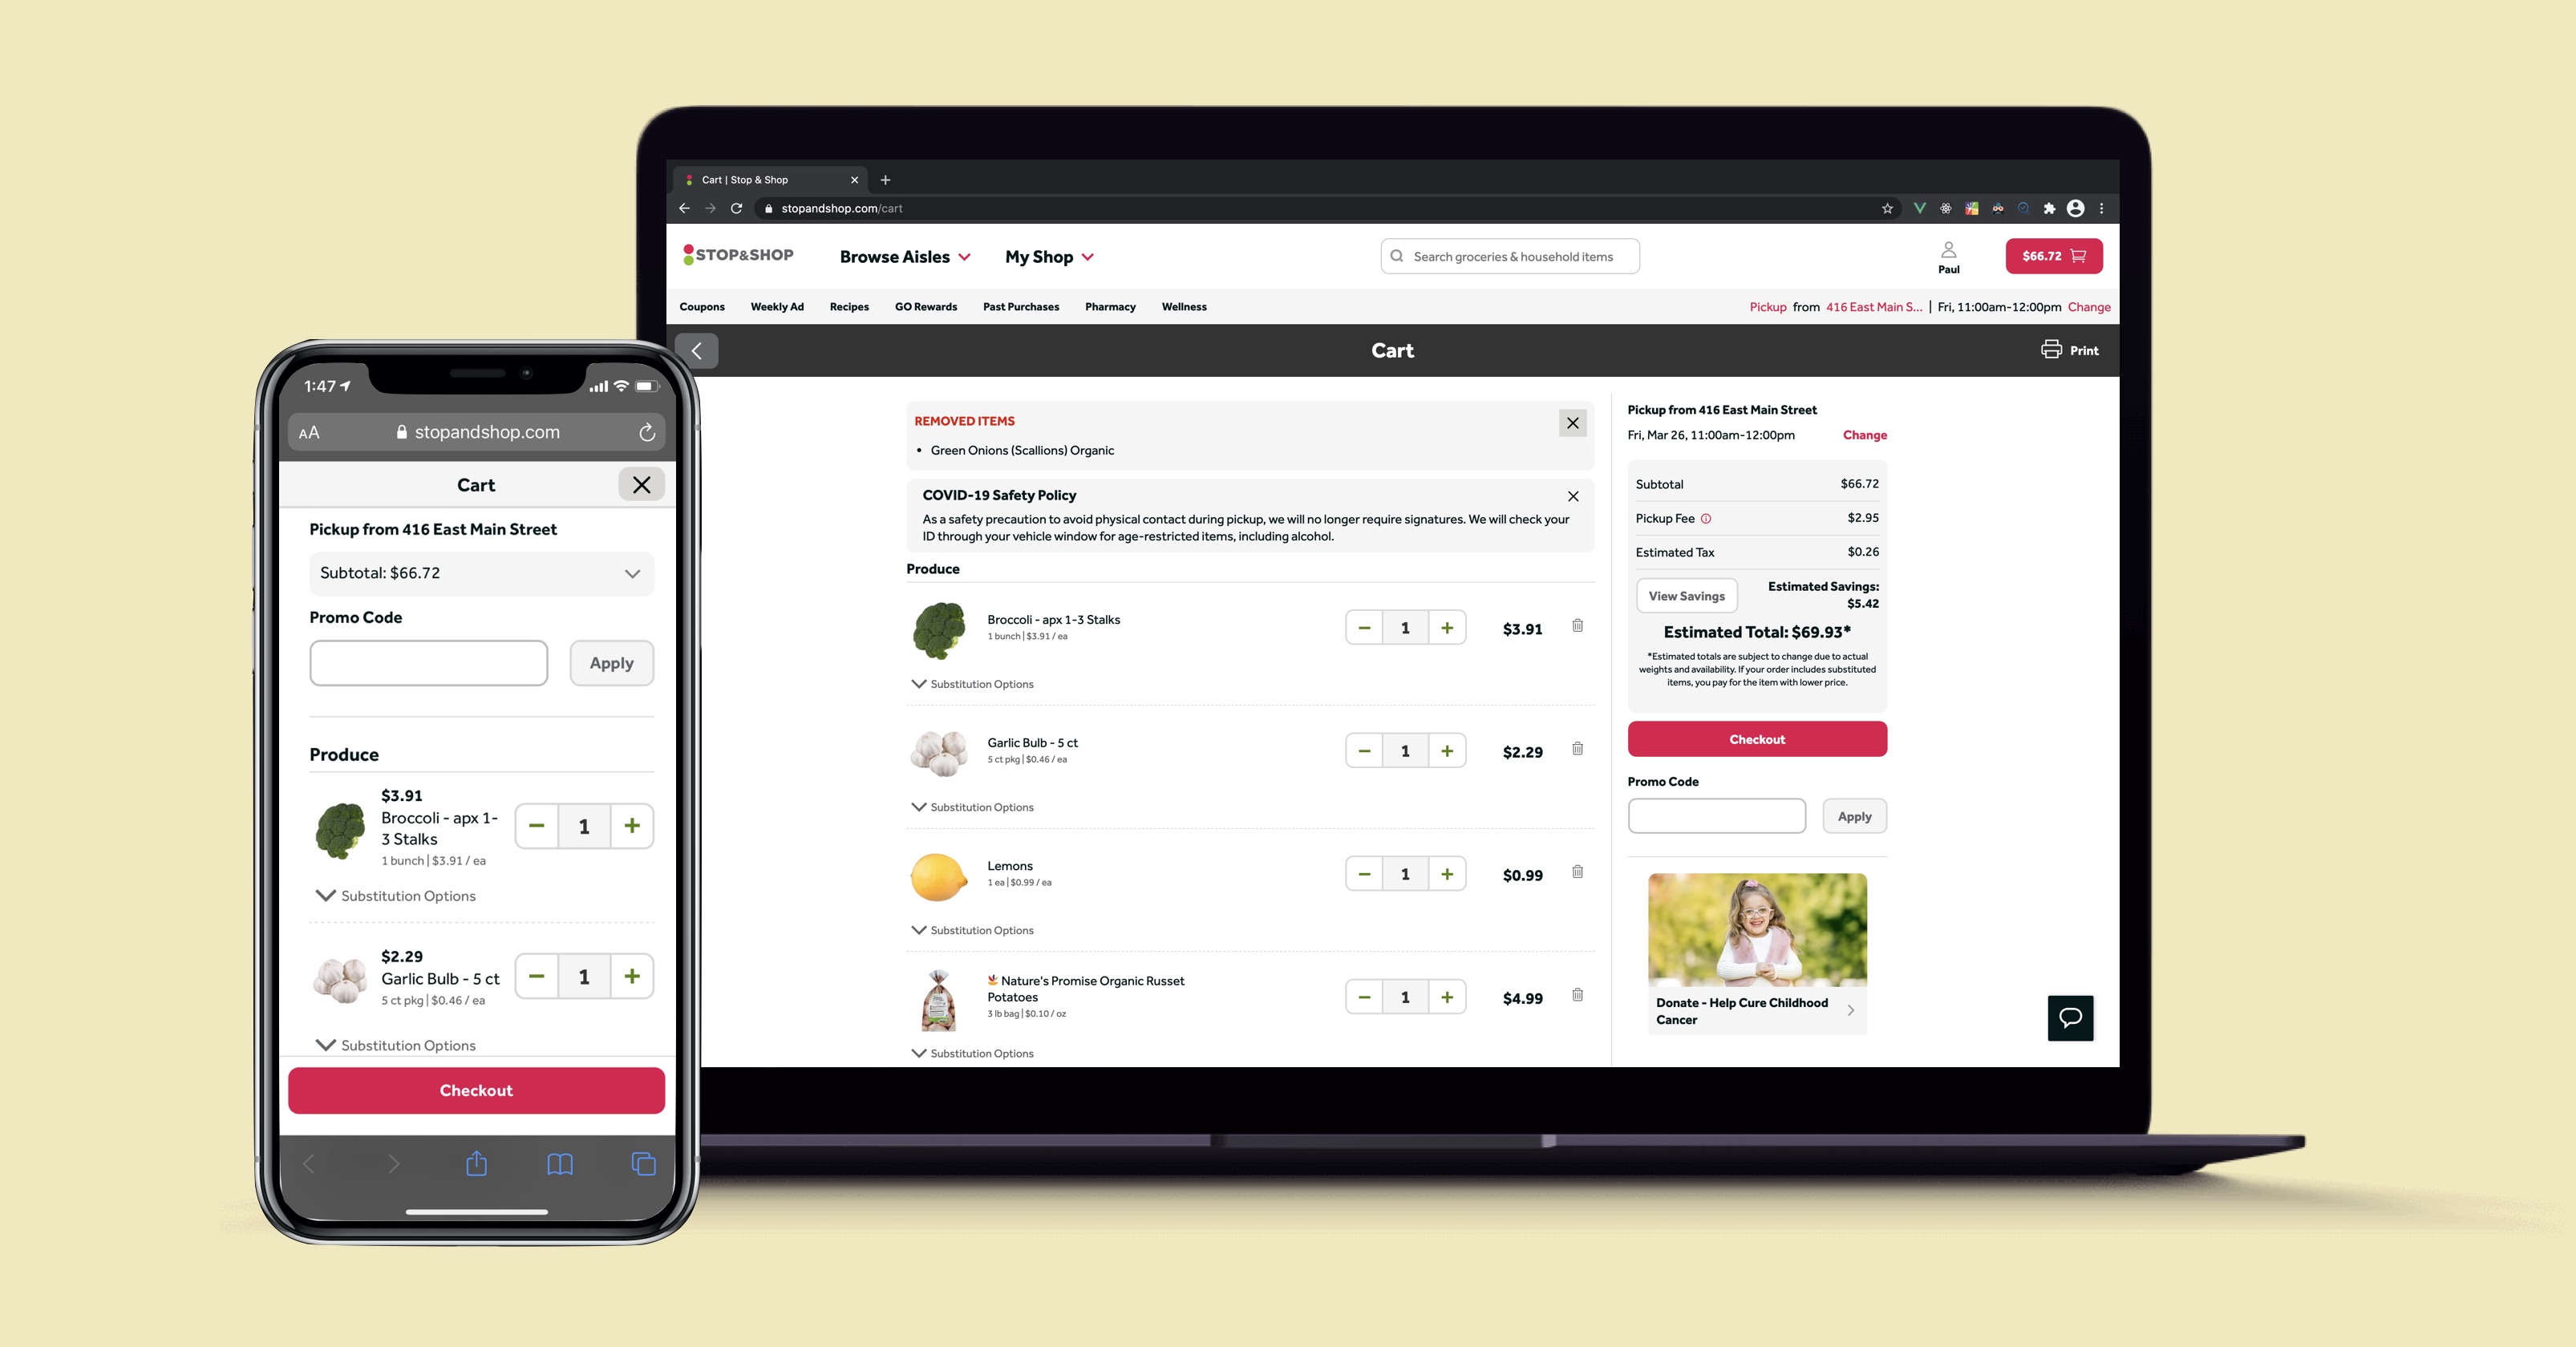 1:47
AA
stopandshop.com
Cart
Pickup from 416 East Main Street
Subtotal: $66.72
Promo Code
Apply
Produce
$3.91
Broccoli - apx 1-
3 Stalks
1 bunch | $3.91 / ea
1
Substitution Options
$2.29
Garlic Bulb - 5 ct
5 ct pkg | $0.46 / ea
1
Substitution Options
Checkout
Cart | Stop & Shop
stopandshop.com/cart
STOP&SHOP
Browse Aisles
My Shop
Search groceries & household items
Paul
$66.72
Coupons
Weekly Ad
Recipes
GO Rewards
Past Purchases
Pharmacy
Wellness
Pickup from 416 East Main S... | Fri, 11:00am-12:00pm Change
Cart
Print
REMOVED ITEMS
• Green Onions (Scallions) Organic
COVID-19 Safety Policy
As a safety precaution to avoid physical contact during pickup, we will no longer require signatures. We will check your
ID through your vehicle window for age-restricted items, including alcohol.
Produce
Broccoli - apx 1-3 Stalks
1 bunch | $3.91 / ea
1
$3.91
Substitution Options
Garlic Bulb - 5 ct
5 ct pkg | $0.46 / ea
1
$2.29
Substitution Options
Lemons
1 ea | $0.99 / ea
1
$0.99
Substitution Options
Nature's Promise Organic Russet
Potatoes
3 lb bag | $0.10 / oz
1
$4.99
Substitution Options
Pickup from 416 East Main Street
Fri, Mar 26, 11:00am-12:00pm Change
Subtotal $66.72
Pickup Fee $2.95
Estimated Tax $0.26
View Savings
Estimated Savings:
$5.42
Estimated Total: $69.93*
*Estimated totals are subject to change due to actual
weights and availability. If your order includes substituted
items, you pay for the item with lower price.
Checkout
Promo Code
Apply
Donate - Help Cure Childhood
Cancer